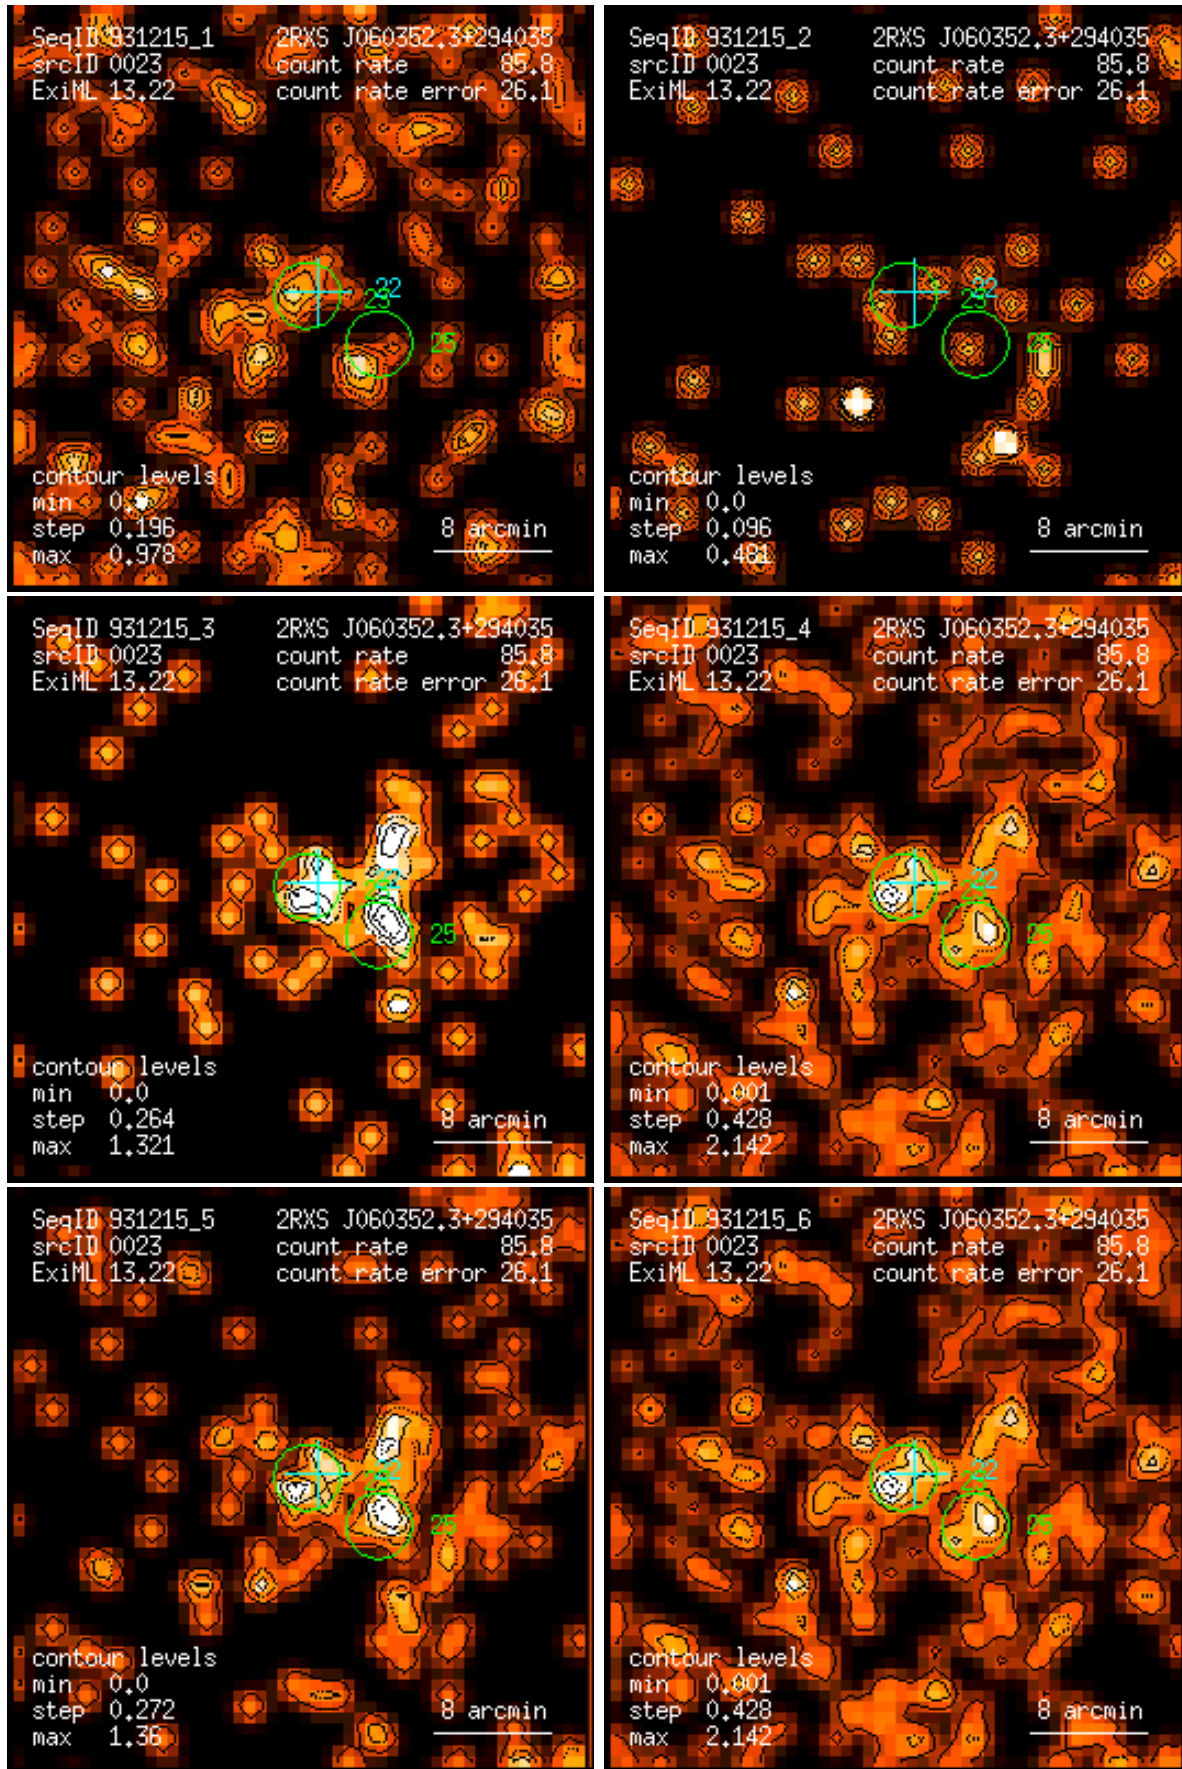 SeqID 931215_1 2RXS J060352.3+294035
srcID 0023 count rate 85.8
ExiML 13.22 count rate error 26.1
22
25
contour levels
min 0.0
step 0.196 8 arcmin
max 0.978
SeqID 931215_2 2RXS J060352.3+294035
srcID 0023 count rate 85.8
ExiML 13.22 count rate error 26.1
22
25
contour levels
min 0.0
step 0.096 8 arcmin
max 0.481
SeqID 931215_3 2RXS J060352.3+294035
srcID 0023 count rate 85.8
ExiML 13.22 count rate error 26.1
22
25
contour levels
min 0.0
step 0.264 8 arcmin
max 1.321
SeqID 931215_4 2RXS J060352.3+294035
srcID 0023 count rate 85.8
ExiML 13.22 count rate error 26.1
22
25
contour levels
min 0.001
step 0.428 8 arcmin
max 2.142
SeqID 931215_5 2RXS J060352.3+294035
srcID 0023 count rate 85.8
ExiML 13.22 count rate error 26.1
22
25
contour levels
min 0.0
step 0.272 8 arcmin
max 1.36
SeqID 931215_6 2RXS J060352.3+294035
srcID 0023 count rate 85.8
ExiML 13.22 count rate error 26.1
22
25
contour levels
min 0.001
step 0.428 8 arcmin
max 2.142